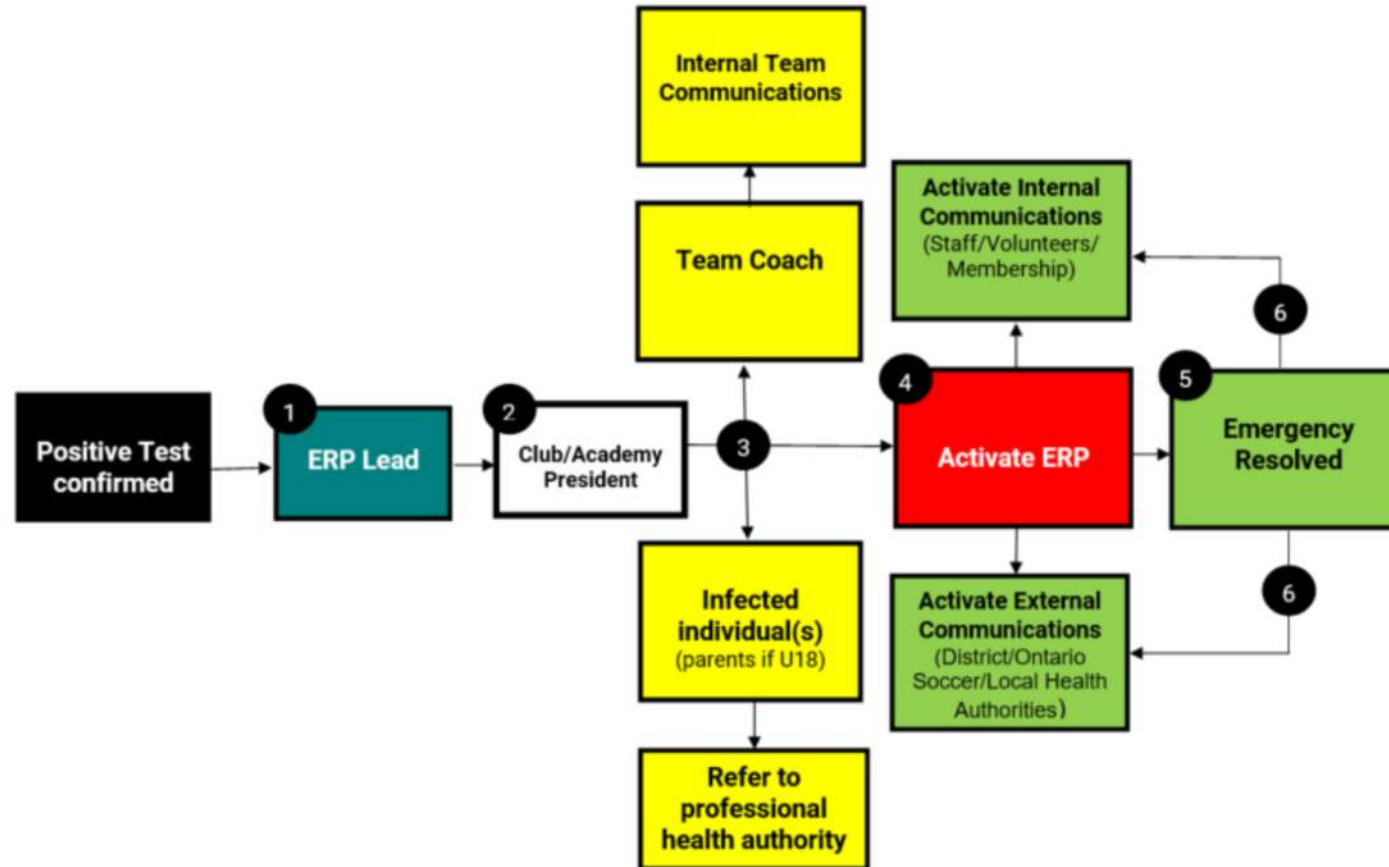 Internal Team
Communications
Team Coach
Activate Internal
Communications
(Staff/Volunteers/
Membership)
6
Positive Test
confirmed
1
ERP Lead
2
Club/Academy
President
3
4
Activate ERP
5
Emergency
Resolved
6
Infected
individual(s)
(parents if U18)
Activate External
Communications
(District/Ontario
Soccer/Local Health
Authorities)
Refer to
professional
health authority